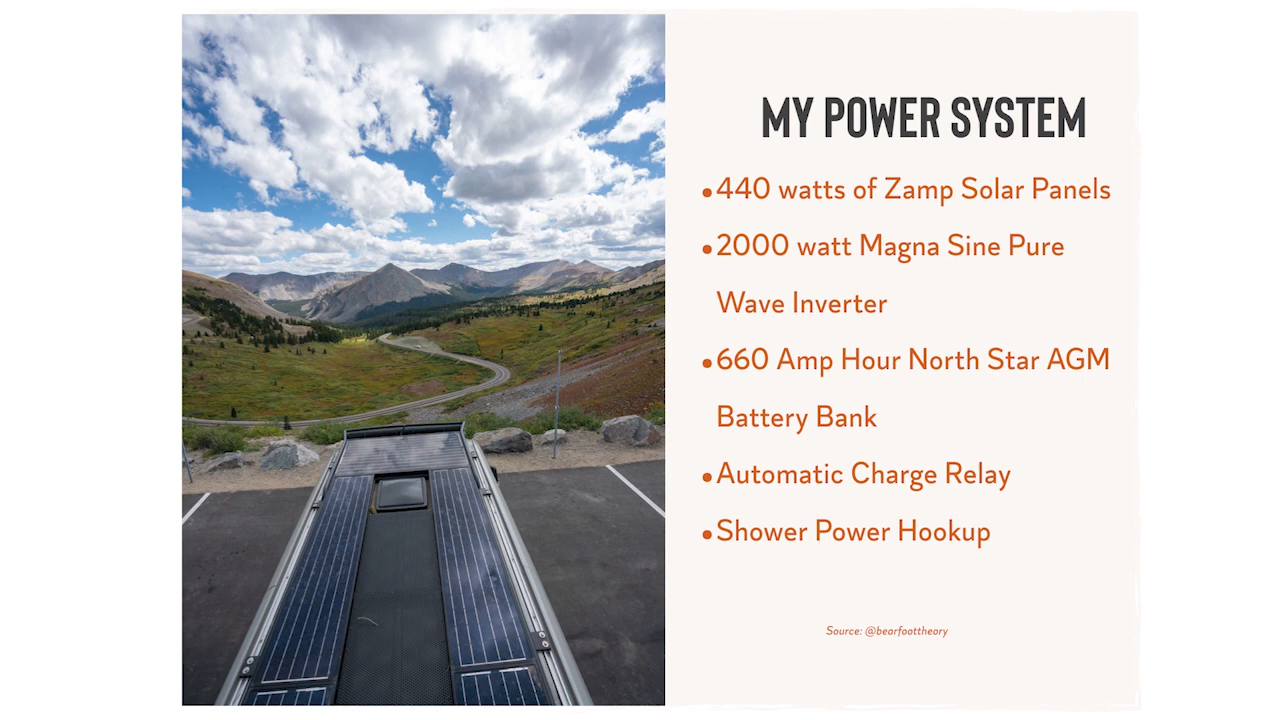 MY POWER SYSTEM
•440 watts of Zamp Solar Panels
•2000 watt Magna Sine Pure
Wave Inverter
•660 Amp Hour North Star AGM
Battery Bank
•Automatic Charge Relay
•Shower Power Hookup
Source: @bearfoottheory